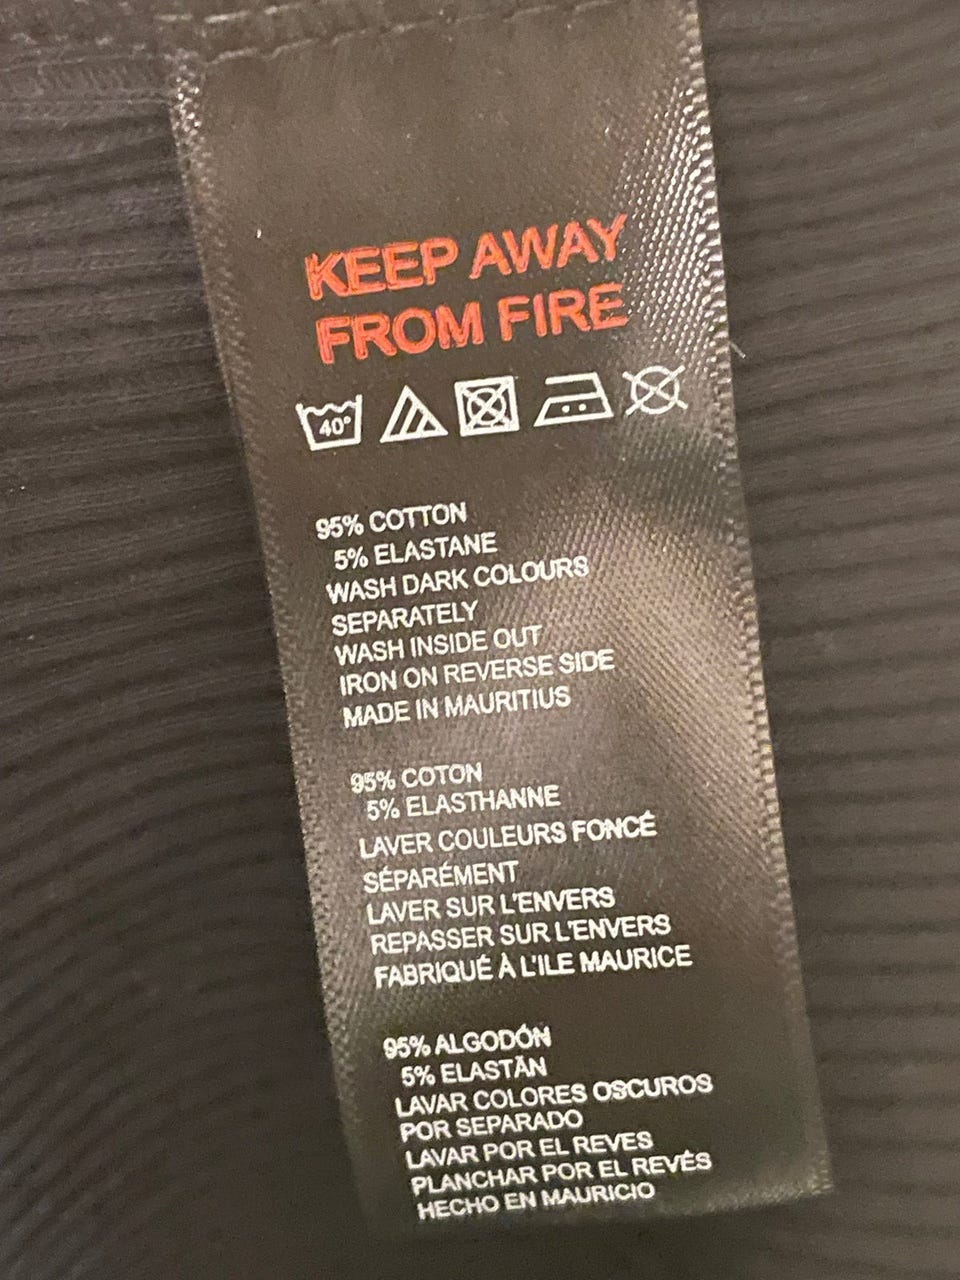 KEEP AWAY
FROM FIRE
40°
95% COTTON
5% ELASTANE
WASH DARK COLOURS
SEPARATELY
WASH INSIDE OUT
IRON ON REVERSE SIDE
MADE IN MAURITIUS
95% COTON
5% ELASTHANNE
LAVER COULEURS FONCÉ
SÉPARÉMENT
LAVER SUR L'ENVERS
REPASSER SUR L'ENVERS
FABRIQUÉ À L'ILE MAURICE
95% ALGODÓN
5% ELASTÃN
LAVAR COLORES OSCUROS
POR SEPARADO
LAVAR POR EL REVES
PLANCHAR POR EL REVÉS
HECHO EN MAURICIO